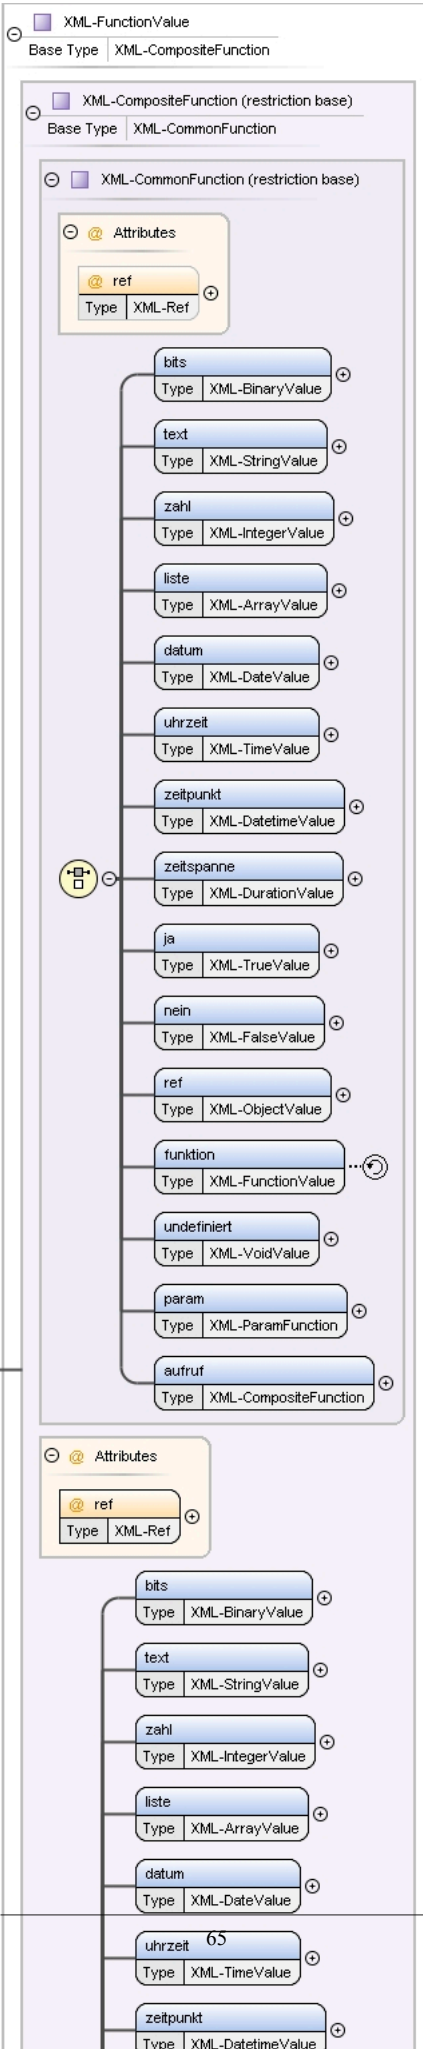 XML-FunctionValue
Base Type XML-CompositeFunction
XML-CompositeFunction (restriction base)
Base Type XML-CommonFunction
XML-CommonFunction (restriction base)
@ Attributes
@ ref
Type XML-Ref
bits
Type XML-BinaryValue
text
Type XML-StringValue
zahl
Type XML-IntegerValue
liste
Type XML-ArrayValue
datum
Type XML-DateValue
uhrzeit
Type XML-TimeValue
zeitpunkt
Type XML-DatetimeValue
zeitspanne
Type XML-DurationValue
ja
Type XML-TrueValue
nein
Type XML-FalseValue
ref
Type XML-ObjectValue
funktion
Type XML-FunctionValue
undefiniert
Type XML-VoidValue
param
Type XML-ParamFunction
aufruf
Type XML-CompositeFunction
@ Attributes
@ ref
Type XML-Ref
bits
Type XML-BinaryValue
text
Type XML-StringValue
zahl
Type XML-IntegerValue
liste
Type XML-ArrayValue
datum
Type XML-DateValue
uhrzeit 65
Type XML-TimeValue
zeitpunkt
Type XML-DatetimeValue